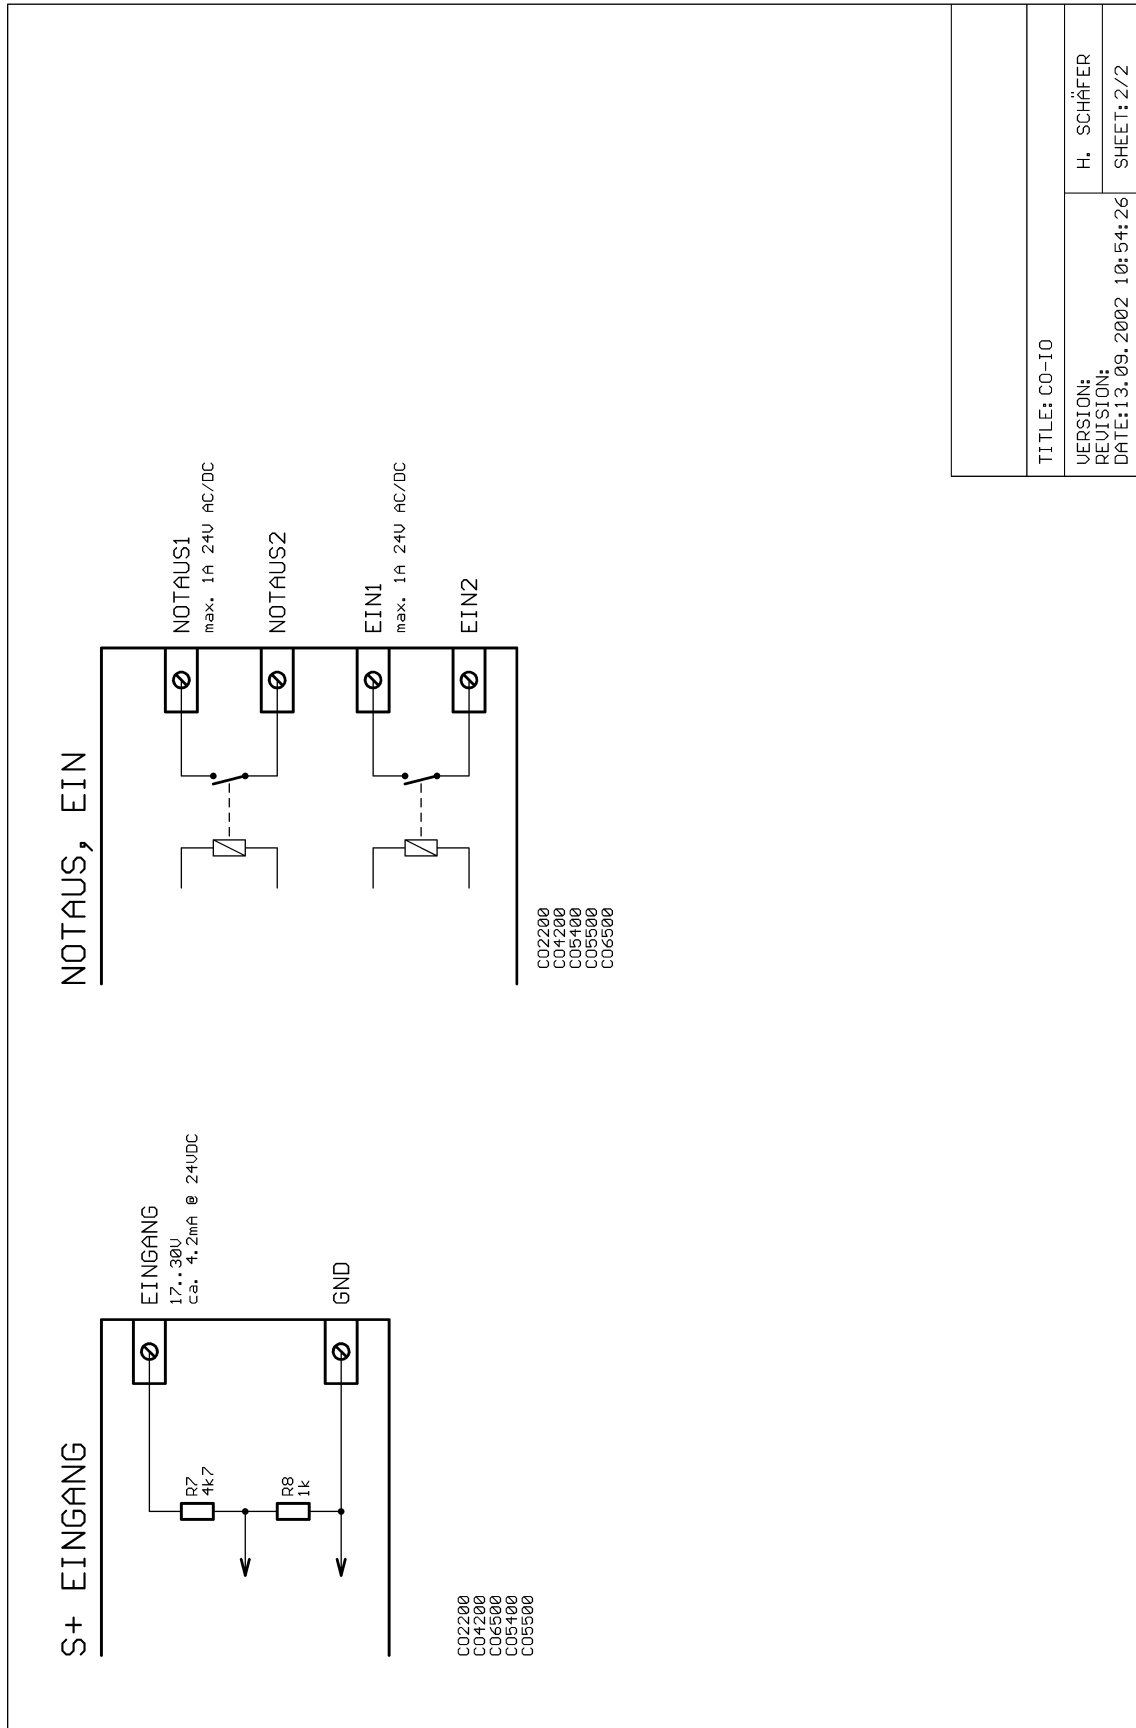 S+ EINGANG
EINGANG
17..30V
ca. 4.2mA @ 24VDC
GND
R7
4k7
R8
1k
CO2200
CO4200
CO6500
CO5400
CO5500
NOTAUS, EIN
NOTAUS1
max. 1A 24V AC/DC
NOTAUS2
EIN1
max. 1A 24V AC/DC
EIN2
CO2200
CO4200
CO5400
CO5500
CO6500
TITLE: CO-IO
VERSION:
H. SCHÄFER
REVISION:
DATE:13.09.2002 10:54:26
SHEET:2/2